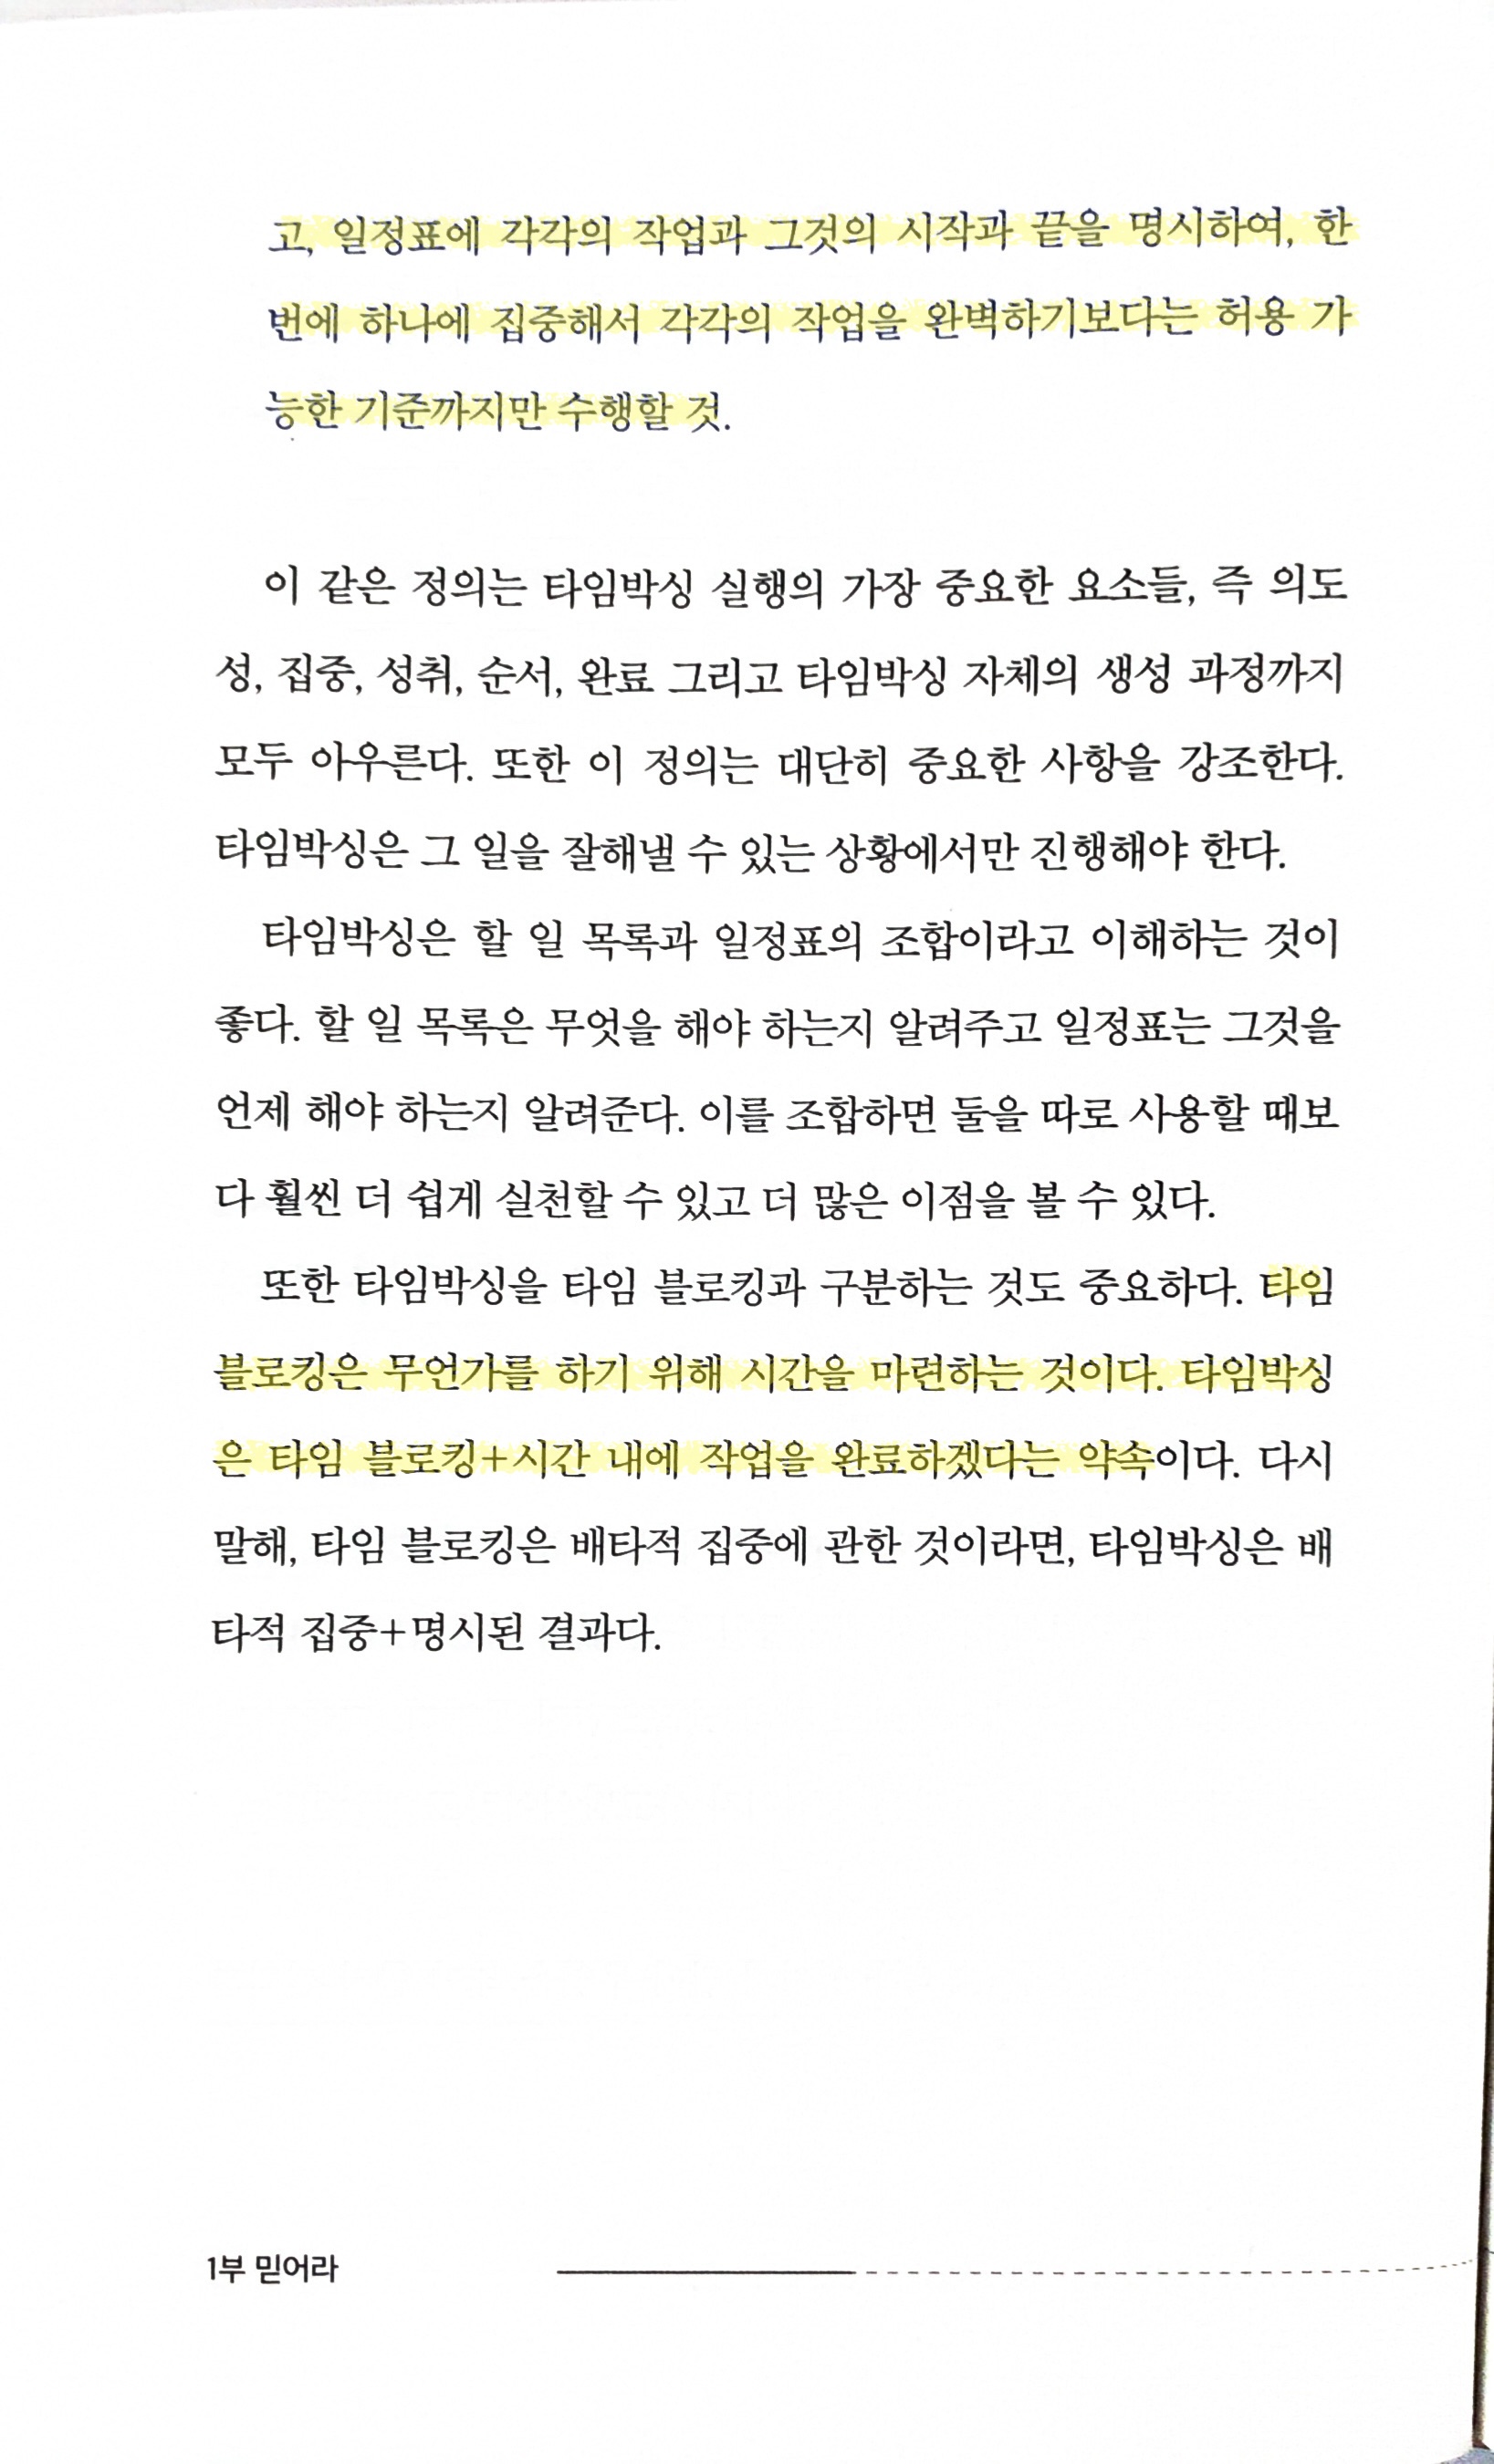 고, 일정표에 각각의 작업과 그것의 시작과 끝을 명시하여, 한
번에 하나에 집중해서 각각의 작업을 완벽하기보다는 허용 가
능한 기준까지만 수행할 것.
이 같은 정의는 타임박싱 실행의 가장 중요한 요소들, 즉 의도
성, 집중, 성취, 순서, 완료 그리고 타임박싱 자체의 생성 과정까지
모두 아우른다. 또한 이 정의는 대단히 중요한 사항을 강조한다.
타임박싱은 그 일을 잘해낼 수 있는 상황에서만 진행해야 한다.
타임박싱은 할 일 목록과 일정표의 조합이라고 이해하는 것이
좋다. 할 일 목록은 무엇을 해야 하는지 알려주고 일정표는 그것을
언제 해야 하는지 알려준다. 이를 조합하면 둘을 따로 사용할 때보
다 훨씬 더 쉽게 실천할 수 있고 더 많은 이점을 볼 수 있다.
또한 타임박싱을 타임 블로킹과 구분하는 것도 중요하다. 타임
블로킹은 무언가를 하기 위해 시간을 마련하는 것이다. 타임박싱
은 타임 블로킹+시간 내에 작업을 완료하겠다는 약속이다. 다시
말해, 타임 블로킹은 배타적 집중에 관한 것이라면, 타임박싱은 배
타적 집중+명시된 결과다.
1부 믿어라